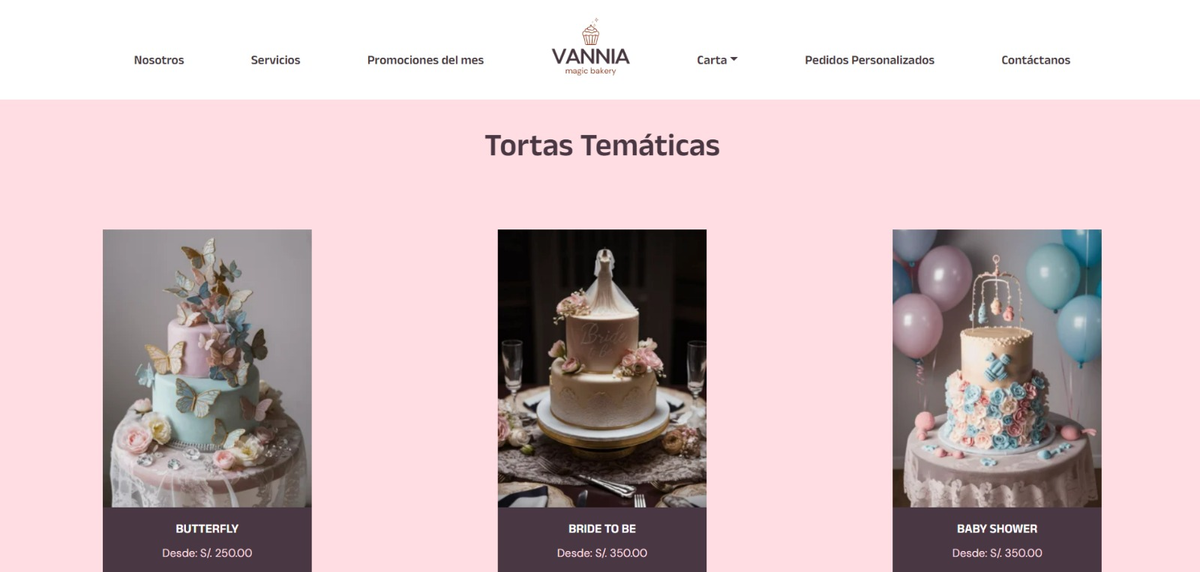 Nosotros
Servicios
Promociones del mes
VANNIA
magic bakery
Carta
Pedidos Personalizados
Contáctanos
Tortas Temáticas
Bride
BUTTERFLY
Desde: S/. 250.00
BRIDE TO BE
Desde: S/. 350.00
BABY SHOWER
Desde: S/. 350.00